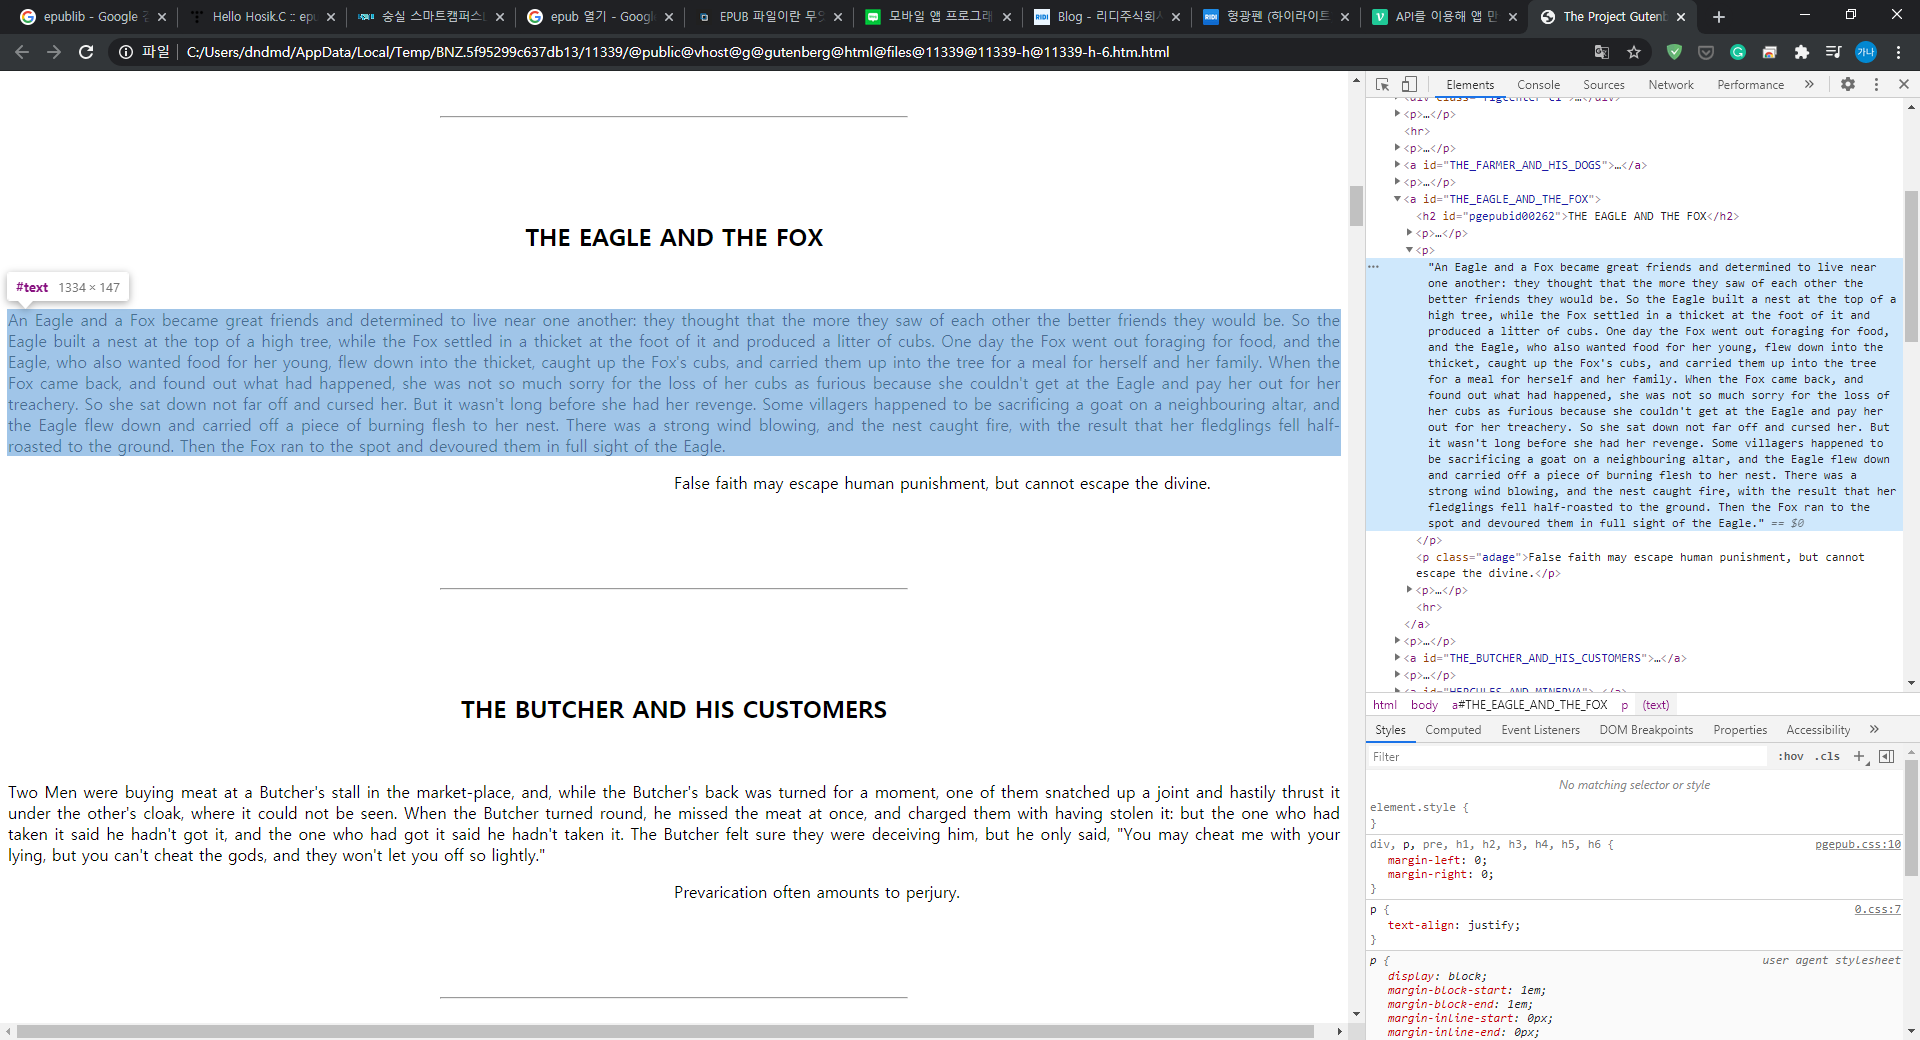 epublib - Google 검
Hello Hosik.C :: epu
숭실 스마트캠퍼스L
epub 열기 - Google
EPUB 파일이란 무엇
모바일 앱 프로그래
RIDI Blog - 리디주식회사
RIDI 형광펜 (하이라이트
API를 이용해 앱 만
The Project Gutenb
파일 C:/Users/dndmd/AppData/Local/Temp/BNZ.5f95299c637db13/11339/@public@vhost@g@gutenberg@html@files@11339@11339-h@11339-h-6.htm.html
가나
THE EAGLE AND THE FOX
#text 1334 × 147
An Eagle and a Fox became great friends and determined to live near one another: they thought that the more they saw of each other the better friends they would be. So the
Eagle built a nest at the top of a high tree, while the Fox settled in a thicket at the foot of it and produced a litter of cubs. One day the Fox went out foraging for food, and the
Eagle, who also wanted food for her young, flew down into the thicket, caught up the Fox's cubs, and carried them up into the tree for a meal for herself and her family. When the
Fox came back, and found out what had happened, she was not so much sorry for the loss of her cubs as furious because she couldn't get at the Eagle and pay her out for her
treachery. So she sat down not far off and cursed her. But it wasn't long before she had her revenge. Some villagers happened to be sacrificing a goat on a neighbouring altar, and
the Eagle flew down and carried off a piece of burning flesh to her nest. There was a strong wind blowing, and the nest caught fire, with the result that her fledglings fell half-
roasted to the ground. Then the Fox ran to the spot and devoured them in full sight of the Eagle.
False faith may escape human punishment, but cannot escape the divine.
THE BUTCHER AND HIS CUSTOMERS
Two Men were buying meat at a Butcher's stall in the market-place, and, while the Butcher's back was turned for a moment, one of them snatched up a joint and hastily thrust it
under the other's cloak, where it could not be seen. When the Butcher turned round, he missed the meat at once, and charged them with having stolen it: but the one who had
taken it said he hadn't got it, and the one who had got it said he hadn't taken it. The Butcher felt sure they were deceiving him, but he only said, "You may cheat me with your
lying, but you can't cheat the gods, and they won't let you off so lightly."
Prevarication often amounts to perjury.
Elements Console Sources Network Performance »
<div class="figcenter c1">…</div>
<p>…</p>
<hr>
<p>…</p>
<a id="THE_FARMER_AND_HIS_DOGS">…</a>
<p>…</p>
<a id="THE_EAGLE_AND_THE_FOX">
<h2 id="pgepubid00262">THE EAGLE AND THE FOX</h2>
<p>…</p>
<p>
"An Eagle and a Fox became great friends and determined to live near
one another: they thought that the more they saw of each other the
better friends they would be. So the Eagle built a nest at the top of a
high tree, while the Fox settled in a thicket at the foot of it and
produced a litter of cubs. One day the Fox went out foraging for food,
and the Eagle, who also wanted food for her young, flew down into the
thicket, caught up the Fox's cubs, and carried them up into the tree
for a meal for herself and her family. When the Fox came back, and
found out what had happened, she was not so much sorry for the loss of
her cubs as furious because she couldn't get at the Eagle and pay her
out for her treachery. So she sat down not far off and cursed her. But
it wasn't long before she had her revenge. Some villagers happened to
be sacrificing a goat on a neighbouring altar, and the Eagle flew down
and carried off a piece of burning flesh to her nest. There was a
strong wind blowing, and the nest caught fire, with the result that her
fledglings fell half-roasted to the ground. Then the Fox ran to the
spot and devoured them in full sight of the Eagle." == $0
</p>
<p class="adage">False faith may escape human punishment, but cannot
escape the divine.</p>
<p>…</p>
<hr>
</a>
<p>…</p>
<a id="THE_BUTCHER_AND_HIS_CUSTOMERS">…</a>
<p>…</p>
<a id="HERCULES_AND_MINERVA">…</a>
html body a#THE_EAGLE_AND_THE_FOX p (text)
Styles Computed Event Listeners DOM Breakpoints Properties Accessibility »
Filter :hov .cls +
No matching selector or style
element.style {
}
div, p, pre, h1, h2, h3, h4, h5, h6 { pgepub.css:10
margin-left: 0;
margin-right: 0;
}
p { 0.css:7
text-align: justify;
}
p { user agent stylesheet
display: block;
margin-block-start: 1em;
margin-block-end: 1em;
margin-inline-start: 0px;
margin-inline-end: 0px;